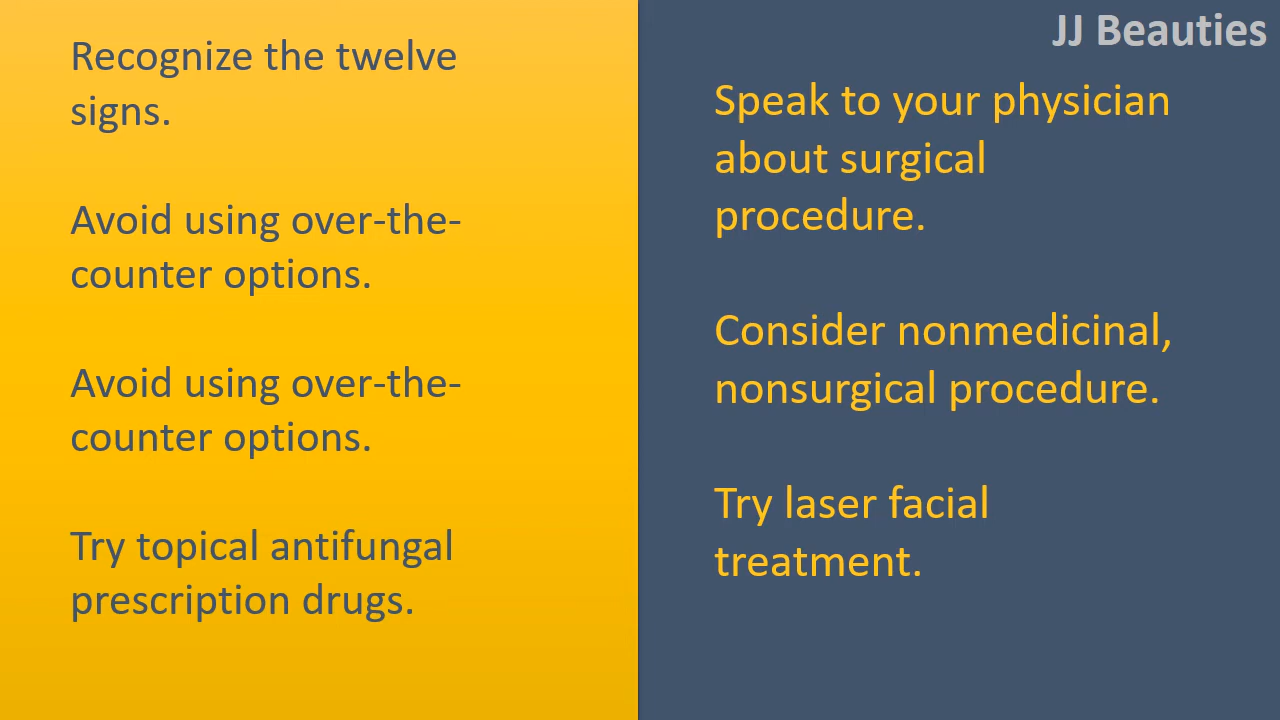 Recognize the twelve
signs.
Avoid using over-the-
counter options.
Avoid using over-the-
counter options.
Try topical antifungal
prescription drugs.
JJ Beauties
Speak to your physician
about surgical
procedure.
Consider nonmedicinal,
nonsurgical procedure.
Try laser facial
treatment.